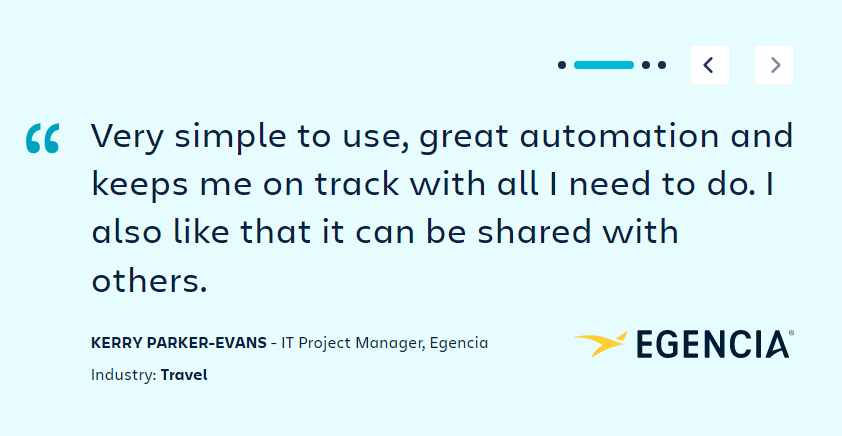 “ Very simple to use, great automation and
keeps me on track with all I need to do. I
also like that it can be shared with
others.
KERRY PARKER-EVANS - IT Project Manager, Egencia
EGENCIA®
Industry: Travel